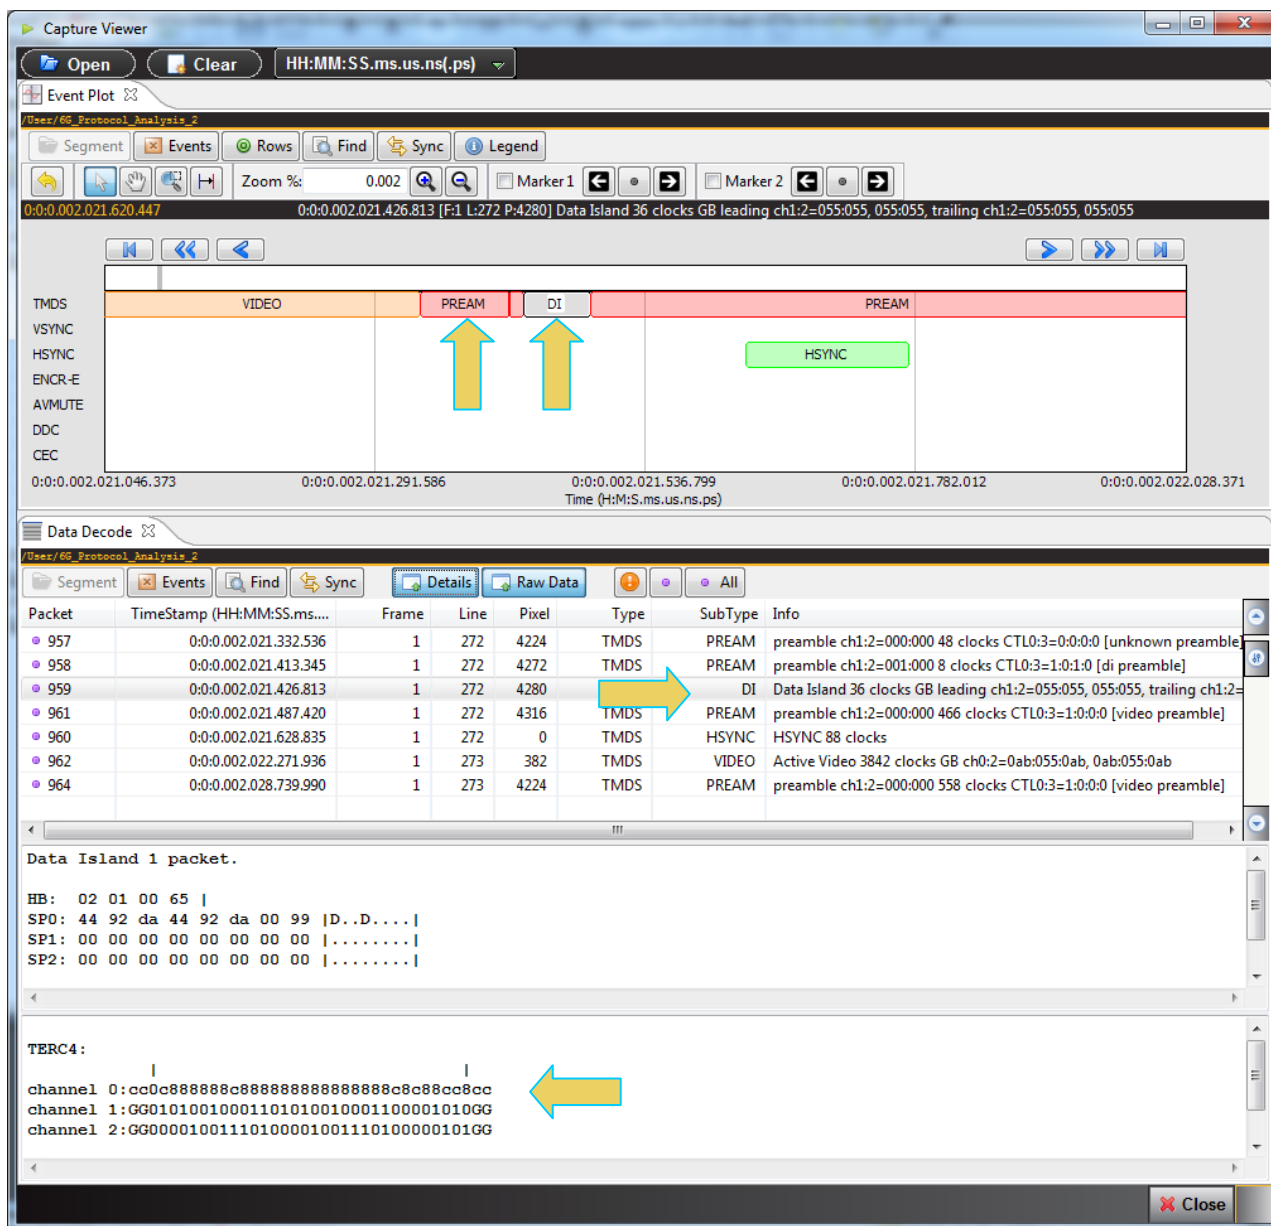 Capture Viewer
Open Clear HH:MM:SS.ms.us.ns(.ps)
Event Plot
/User/6G_Protocol_Analysis_2
Segment Events Rows Find Sync Legend
Zoom %: 0.002 Marker 1 Marker 2
0:0:0.002.021.620.447 0:0:0.002.021.426.813 [F:1 L:272 P:4280] Data Island 36 clocks GB leading ch1:2=055:055, 055:055, trailing ch1:2=055:055, 055:055
TMDS VIDEO PREAM DI PREAM
VSYNC
HSYNC HSYNC
ENCR-E
AVMUTE
DDC
CEC
0:0:0.002.021.046.373 0:0:0.002.021.291.586 0:0:0.002.021.536.799 0:0:0.002.021.782.012 0:0:0.002.022.028.371
Time (H:M:S.ms.us.ns.ps)
Data Decode
/User/6G_Protocol_Analysis_2
Segment Events Find Sync Details Raw Data All
Packet TimeStamp (HH:MM:SS.ms.... Frame Line Pixel Type SubType Info
957 0:0:0.002.021.332.536 1 272 4224 TMDS PREAM preamble ch1:2=000:000 48 clocks CTL0:3=0:0:0:0 [unknown preamble]
958 0:0:0.002.021.413.345 1 272 4272 TMDS PREAM preamble ch1:2=001:000 8 clocks CTL0:3=1:0:1:0 [di preamble]
959 0:0:0.002.021.426.813 1 272 4280 DI Data Island 36 clocks GB leading ch1:2=055:055, 055:055, trailing ch1:2=
961 0:0:0.002.021.487.420 1 272 4316 TMDS PREAM preamble ch1:2=000:000 466 clocks CTL0:3=1:0:0:0 [video preamble]
960 0:0:0.002.021.628.835 1 272 0 TMDS HSYNC HSYNC 88 clocks
962 0:0:0.002.022.271.936 1 273 382 TMDS VIDEO Active Video 3842 clocks GB ch0:2=0ab:055:0ab, 0ab:055:0ab
964 0:0:0.002.028.739.990 1 273 4224 TMDS PREAM preamble ch1:2=000:000 558 clocks CTL0:3=1:0:0:0 [video preamble]
Data Island 1 packet.
HB: 02 01 00 65 |
SP0: 44 92 da 44 92 da 00 99 |D..D....|
SP1: 00 00 00 00 00 00 00 00 |........|
SP2: 00 00 00 00 00 00 00 00 |........|
TERC4:
| |
channel 0:cc0c888888c8888888888888888c8c88cc8cc
channel 1:GG01010010001101010010001100001010GG
channel 2:GG00001001110100001001110100000101GG
Close